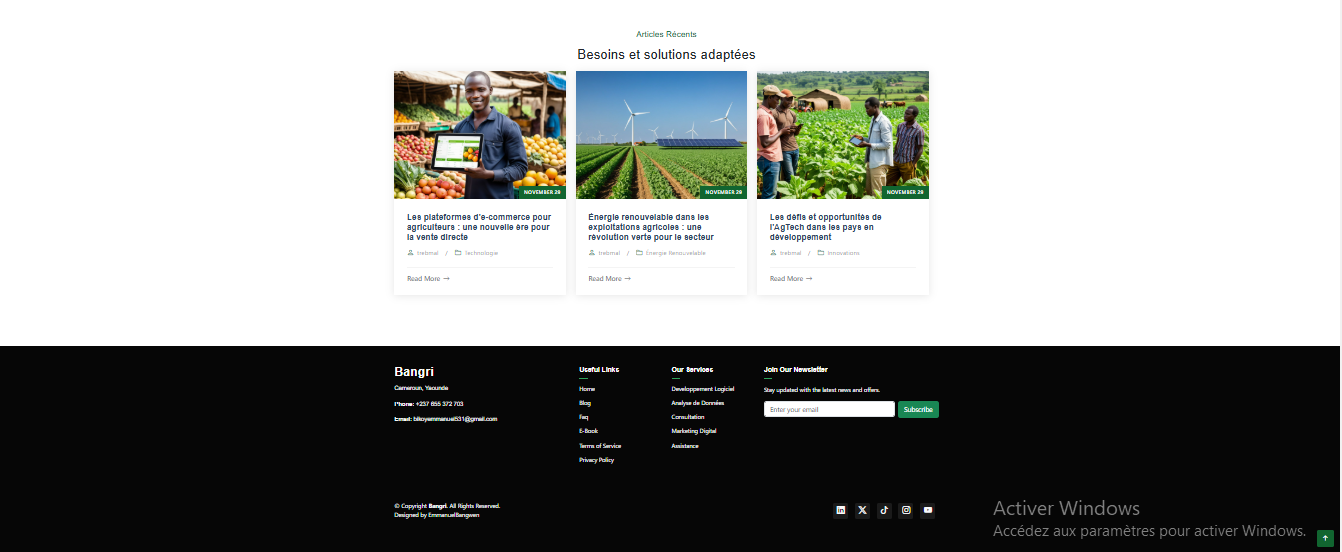 Articles Récents
Besoins et solutions adaptées
NOVEMBER 29
NOVEMBER 29
NOVEMBER 29
Les plateformes d'e-commerce pour
agriculteurs : une nouvelle ère pour
la vente directe
trebmal / Technologie
Read More →
Énergie renouvelable dans les
exploitations agricoles : une
révolution verte pour le secteur
trebmal / Énergie Renouvelable
Read More →
Les défis et opportunités de
l'AgTech dans les pays en
développement
trebmal / Innovations
Read More →
Bangri
Cameroun, Yaounde
Phone: +237 655 372 703
Email: bikoyemmanuel531@gmail.com
Useful Links
Home
Blog
Faq
E-Book
Terms of Service
Privacy Policy
Our Services
Developpement Logiciel
Analyse de Données
Consultation
Marketing Digital
Assistance
Join Our Newsletter
Stay updated with the latest news and offers.
Enter your email
Subscribe
© Copyright Bangri. All Rights Reserved.
Designed by EmmanuelBangwen
Activer Windows
Accédez aux paramètres pour activer Windows.